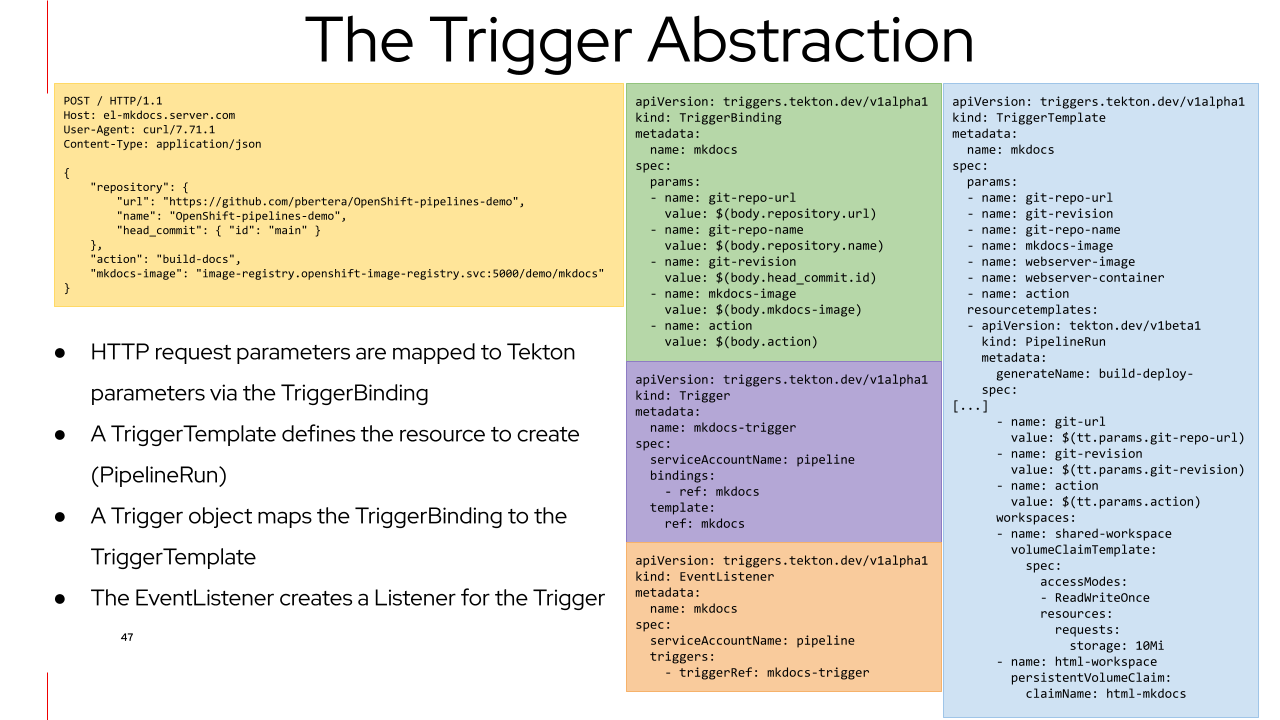 The Trigger Abstraction
POST / HTTP/1.1
Host: el-mkdocs.server.com
User-Agent: curl/7.71.1
Content-Type: application/json
{
    "repository": {
        "url": "https://github.com/pbertera/OpenShift-pipelines-demo",
        "name": "OpenShift-pipelines-demo",
        "head_commit": { "id": "main" }
    },
    "action": "build-docs",
    "mkdocs-image": "image-registry.openshift-image-registry.svc:5000/demo/mkdocs"
}
● HTTP request parameters are mapped to Tekton
parameters via the TriggerBinding
● A TriggerTemplate defines the resource to create
(PipelineRun)
● A Trigger object maps the TriggerBinding to the
TriggerTemplate
● The EventListener creates a Listener for the Trigger
47
apiVersion: triggers.tekton.dev/v1alpha1
kind: TriggerBinding
metadata:
  name: mkdocs
spec:
  params:
  - name: git-repo-url
    value: $(body.repository.url)
  - name: git-repo-name
    value: $(body.repository.name)
  - name: git-revision
    value: $(body.head_commit.id)
  - name: mkdocs-image
    value: $(body.mkdocs-image)
  - name: action
    value: $(body.action)
apiVersion: triggers.tekton.dev/v1alpha1
kind: Trigger
metadata:
  name: mkdocs-trigger
spec:
  serviceAccountName: pipeline
  bindings:
    - ref: mkdocs
  template:
    ref: mkdocs
apiVersion: triggers.tekton.dev/v1alpha1
kind: EventListener
metadata:
  name: mkdocs
spec:
  serviceAccountName: pipeline
  triggers:
    - triggerRef: mkdocs-trigger
apiVersion: triggers.tekton.dev/v1alpha1
kind: TriggerTemplate
metadata:
  name: mkdocs
spec:
  params:
  - name: git-repo-url
  - name: git-revision
  - name: git-repo-name
  - name: mkdocs-image
  - name: webserver-image
  - name: webserver-container
  - name: action
  resourcetemplates:
  - apiVersion: tekton.dev/v1beta1
    kind: PipelineRun
    metadata:
      generateName: build-deploy-
    spec:
[...]
      - name: git-url
        value: $(tt.params.git-repo-url)
      - name: git-revision
        value: $(tt.params.git-revision)
      - name: action
        value: $(tt.params.action)
      workspaces:
      - name: shared-workspace
        volumeClaimTemplate:
          spec:
            accessModes:
            - ReadWriteOnce
            resources:
              requests:
                storage: 10Mi
      - name: html-workspace
        persistentVolumeClaim:
          claimName: html-mkdocs